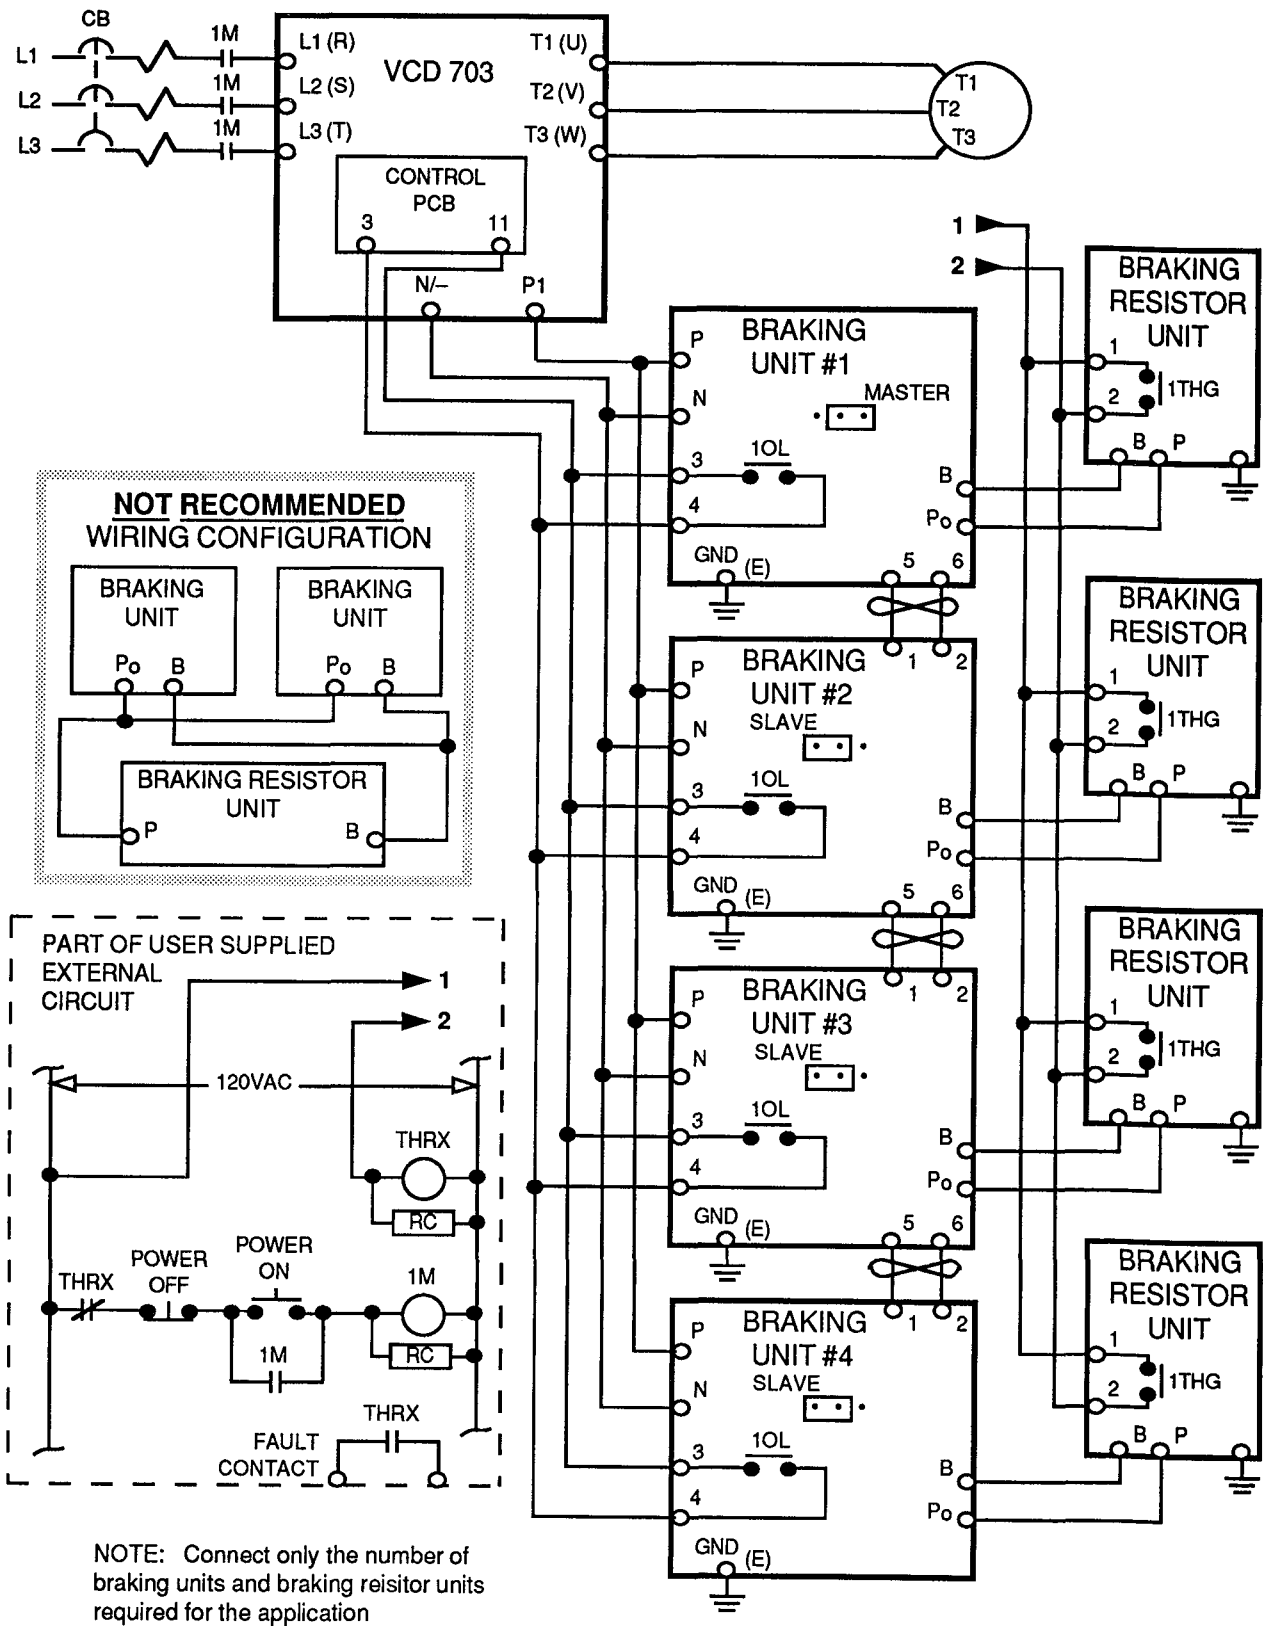 CB
L1
1M
L1 (R)
L2
1M
L2 (S)
L3
1M
L3 (T)
VCD 703
T1 (U)
T2 (V)
T3 (W)
T1
T2
T3
CONTROL
PCB
3
11
N/–
P1
1
2
BRAKING
UNIT #1
MASTER
P
N
3
1OL
4
GND (E)
B
Po
5
6
BRAKING
RESISTOR
UNIT
1
2
1THG
B
P
BRAKING
UNIT #2
SLAVE
1
2
P
N
3
1OL
4
GND (E)
B
Po
5
6
BRAKING
RESISTOR
UNIT
1
2
1THG
B
P
BRAKING
UNIT #3
SLAVE
1
2
P
N
3
1OL
4
GND (E)
B
Po
5
6
BRAKING
RESISTOR
UNIT
1
2
1THG
B
P
BRAKING
UNIT #4
SLAVE
1
2
P
N
3
1OL
4
GND (E)
B
Po
BRAKING
RESISTOR
UNIT
1
2
1THG
B
P
NOT RECOMMENDED
WIRING CONFIGURATION
BRAKING
UNIT
Po
B
BRAKING
UNIT
Po
B
BRAKING RESISTOR
UNIT
P
B
PART OF USER SUPPLIED
EXTERNAL
CIRCUIT
1
2
120VAC
THRX
RC
THRX
POWER
OFF
POWER
ON
1M
1M
RC
THRX
FAULT
CONTACT
NOTE: Connect only the number of
braking units and braking reisitor units
required for the application